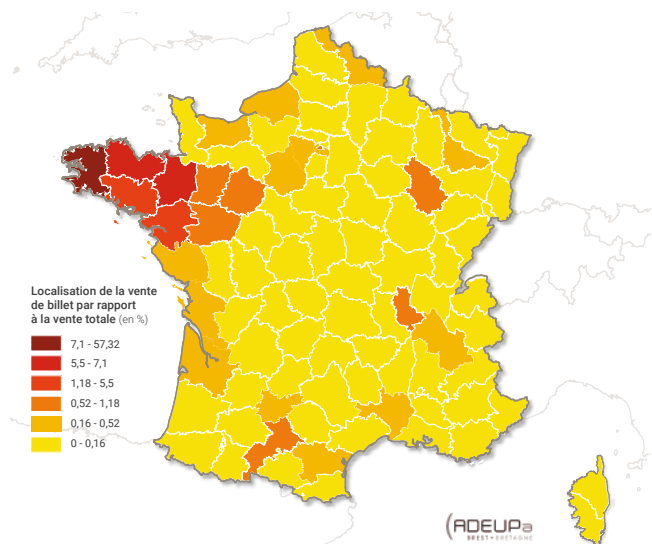 Localisation de la vente
de billet par rapport
à la vente totale (en %)
7,1 - 57,32
5,5 - 7,1
1,18 - 5,5
0,52 - 1,18
0,16 - 0,52
0 - 0,16
ADEUPa
BREST • BRETAGNE